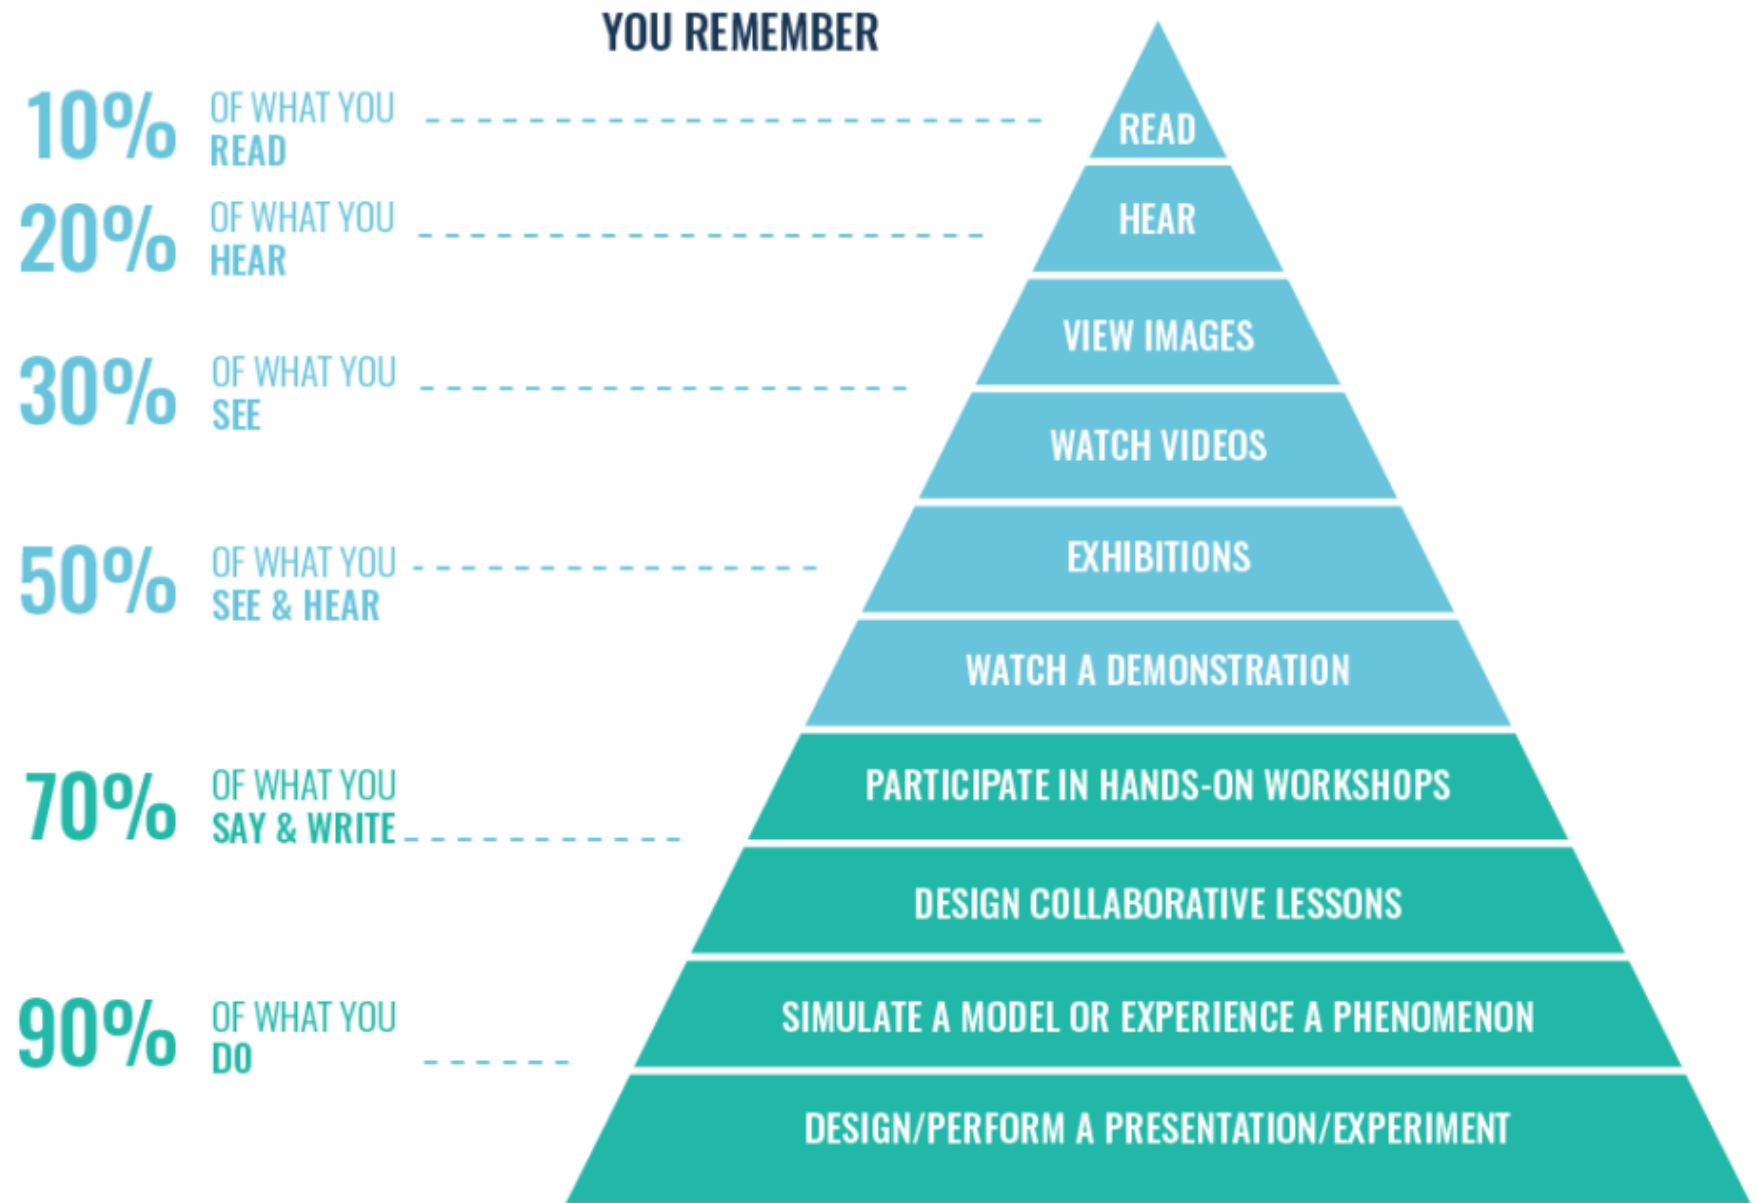 YOU REMEMBER
10%
OF WHAT YOU
READ
20%
OF WHAT YOU
HEAR
30%
OF WHAT YOU
SEE
50%
OF WHAT YOU
SEE & HEAR
70%
OF WHAT YOU
SAY & WRITE
90%
OF WHAT YOU
DO
READ
HEAR
VIEW IMAGES
WATCH VIDEOS
EXHIBITIONS
WATCH A DEMONSTRATION
PARTICIPATE IN HANDS-ON WORKSHOPS
DESIGN COLLABORATIVE LESSONS
SIMULATE A MODEL OR EXPERIENCE A PHENOMENON
DESIGN/PERFORM A PRESENTATION/EXPERIMENT